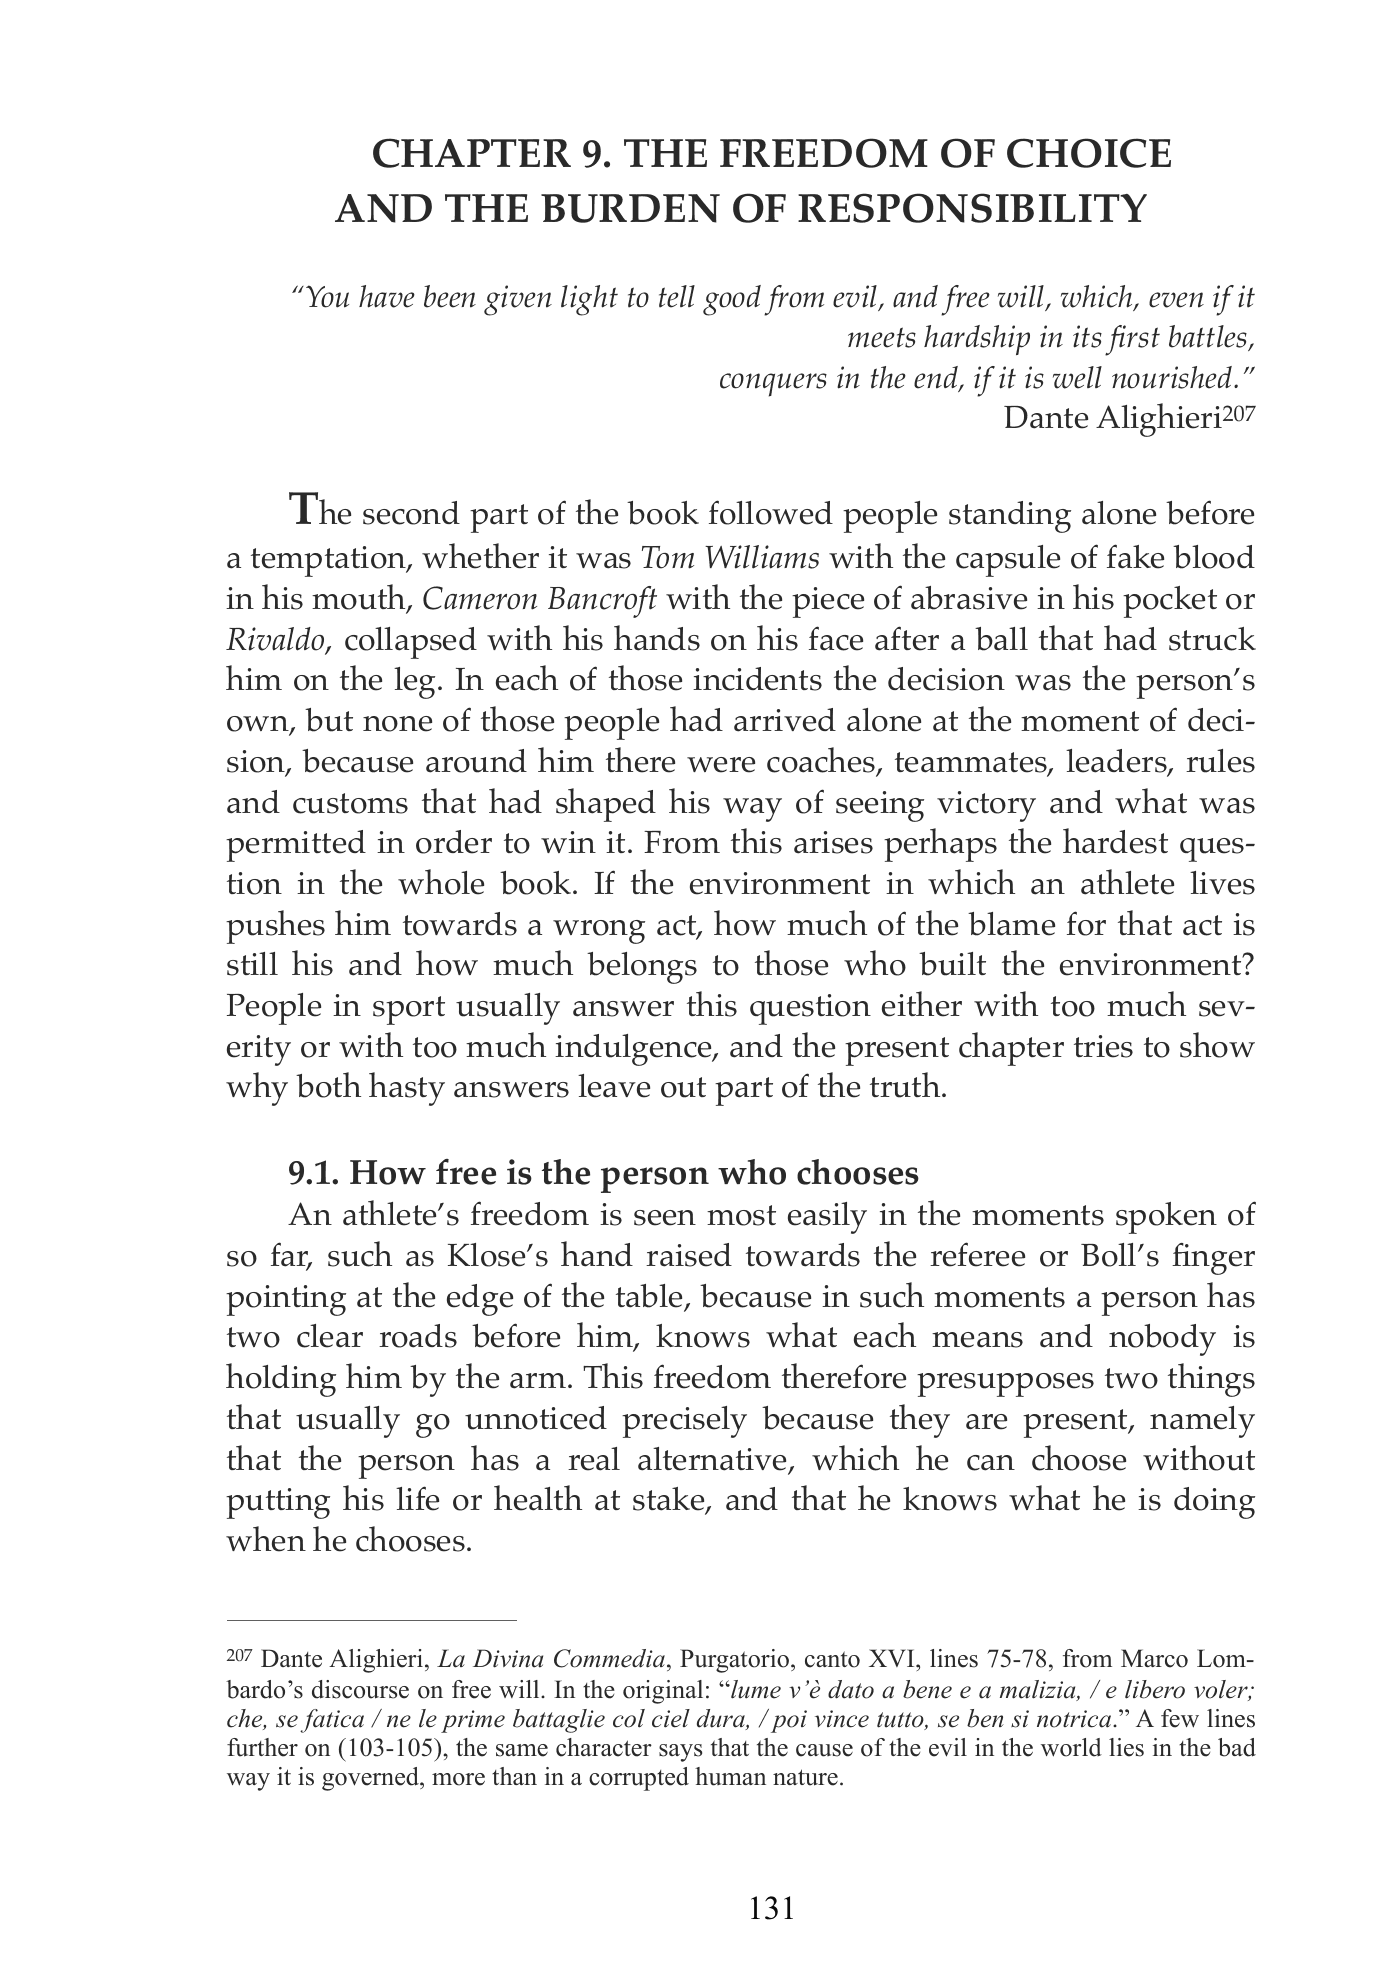 CHAPTER 9. THE FREEDOM OF CHOICE
AND THE BURDEN OF RESPONSIBILITY
“You have been given light to tell good from evil, and free will, which, even if it
meets hardship in its first battles,
conquers in the end, if it is well nourished.”
Dante Alighieri207
The second part of the book followed people standing alone before
a temptation, whether it was Tom Williams with the capsule of fake blood
in his mouth, Cameron Bancroft with the piece of abrasive in his pocket or
Rivaldo, collapsed with his hands on his face after a ball that had struck
him on the leg. In each of those incidents the decision was the person’s
own, but none of those people had arrived alone at the moment of deci-
sion, because around him there were coaches, teammates, leaders, rules
and customs that had shaped his way of seeing victory and what was
permitted in order to win it. From this arises perhaps the hardest ques-
tion in the whole book. If the environment in which an athlete lives
pushes him towards a wrong act, how much of the blame for that act is
still his and how much belongs to those who built the environment?
People in sport usually answer this question either with too much sev-
erity or with too much indulgence, and the present chapter tries to show
why both hasty answers leave out part of the truth.
9.1. How free is the person who chooses
An athlete’s freedom is seen most easily in the moments spoken of
so far, such as Klose’s hand raised towards the referee or Boll’s finger
pointing at the edge of the table, because in such moments a person has
two clear roads before him, knows what each means and nobody is
holding him by the arm. This freedom therefore presupposes two things
that usually go unnoticed precisely because they are present, namely
that the person has a real alternative, which he can choose without
putting his life or health at stake, and that he knows what he is doing
when he chooses.
207 Dante Alighieri, La Divina Commedia, Purgatorio, canto XVI, lines 75-78, from Marco Lom-
bardo’s discourse on free will. In the original: “lume v’è dato a bene e a malizia, / e libero voler;
che, se fatica / ne le prime battaglie col ciel dura, / poi vince tutto, se ben si notrica.” A few lines
further on (103-105), the same character says that the cause of the evil in the world lies in the bad
way it is governed, more than in a corrupted human nature.
131